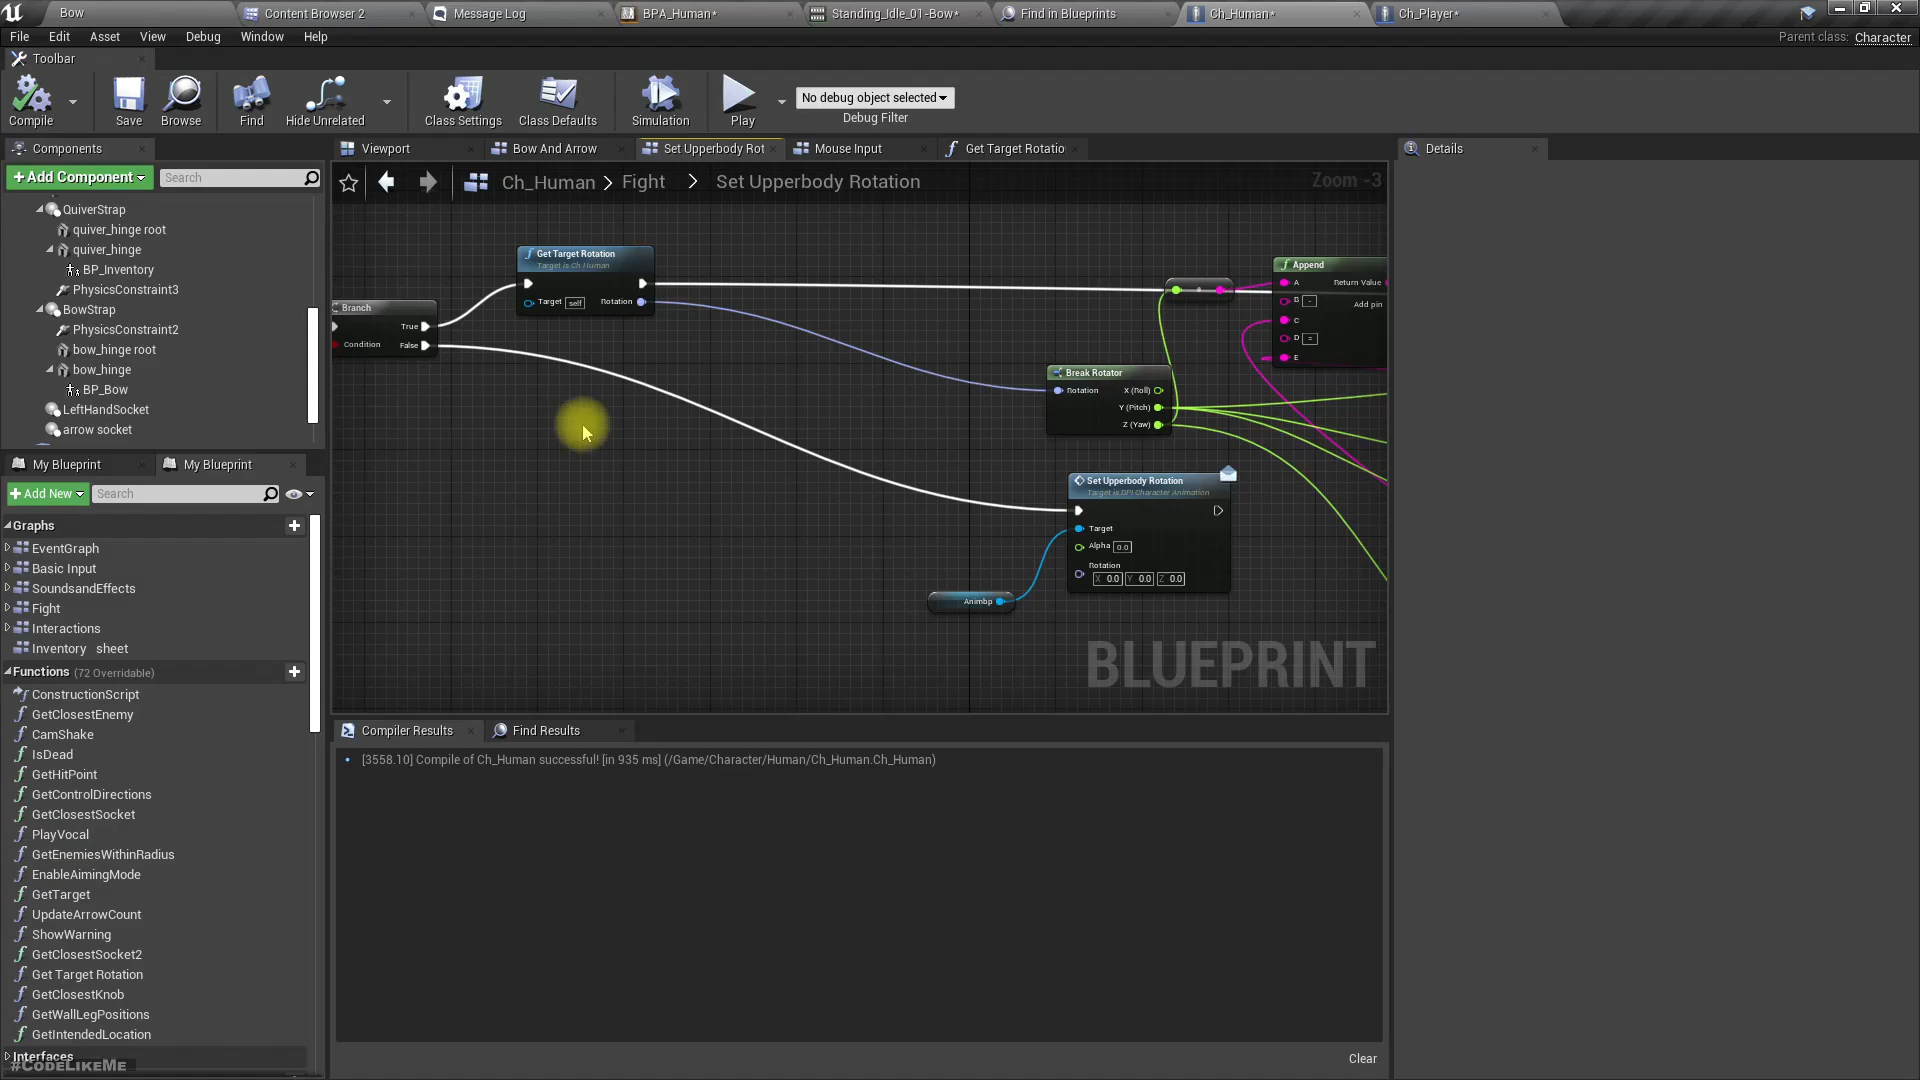 Bow
Content Browser 2
Message Log
BPA_Human*
Standing_Idle_01-Bow*
Find in Blueprints
Ch_Human*
Ch_Player*
File Edit Asset View Debug Window Help
Parent class: Character
Toolbar
Compile
Save
Browse
Find
Hide Unrelated
Class Settings
Class Defaults
Simulation
Play
No debug object selected
Debug Filter
Components
+Add Component
Search
QuiverStrap
quiver_hinge root
quiver_hinge
BP_Inventory
PhysicsConstraint3
BowStrap
PhysicsConstraint2
bow_hinge root
bow_hinge
BP_Bow
LeftHandSocket
arrow socket
My Blueprint
My Blueprint
+Add New
Search
Graphs
EventGraph
Basic Input
SoundsandEffects
Fight
Interactions
Inventory sheet
Functions (72 Overridable)
ConstructionScript
GetClosestEnemy
CamShake
IsDead
GetHitPoint
GetControlDirections
GetClosestSocket
PlayVocal
GetEnemiesWithinRadius
EnableAimingMode
GetTarget
UpdateArrowCount
ShowWarning
GetClosestSocket2
Get Target Rotation
GetClosestKnob
GetWallLegPositions
GetIntendedLocation
Interfaces
#CodeLikeMe
Viewport
Bow And Arrow
Set Upperbody Rot
Mouse Input
Get Target Rotatio
Ch_Human > Fight > Set Upperbody Rotation
Zoom -3
Branch
True
Condition False
Get Target Rotation
Target is Ch Human
Target self Rotation
Break Rotator
Rotation X (Roll)
Y (Pitch)
Z (Yaw)
Append
A Return Value
B - Add pin
C
D =
E
Set Upperbody Rotation
Target is BPI Character Animation
Target
Alpha 0.0
Rotation
X 0.0 Y 0.0 Z 0.0
Animbp
BLUEPRINT
Compiler Results
Find Results
[3558.10] Compile of Ch_Human successful! [in 935 ms] (/Game/Character/Human/Ch_Human.Ch_Human)
Clear
Details